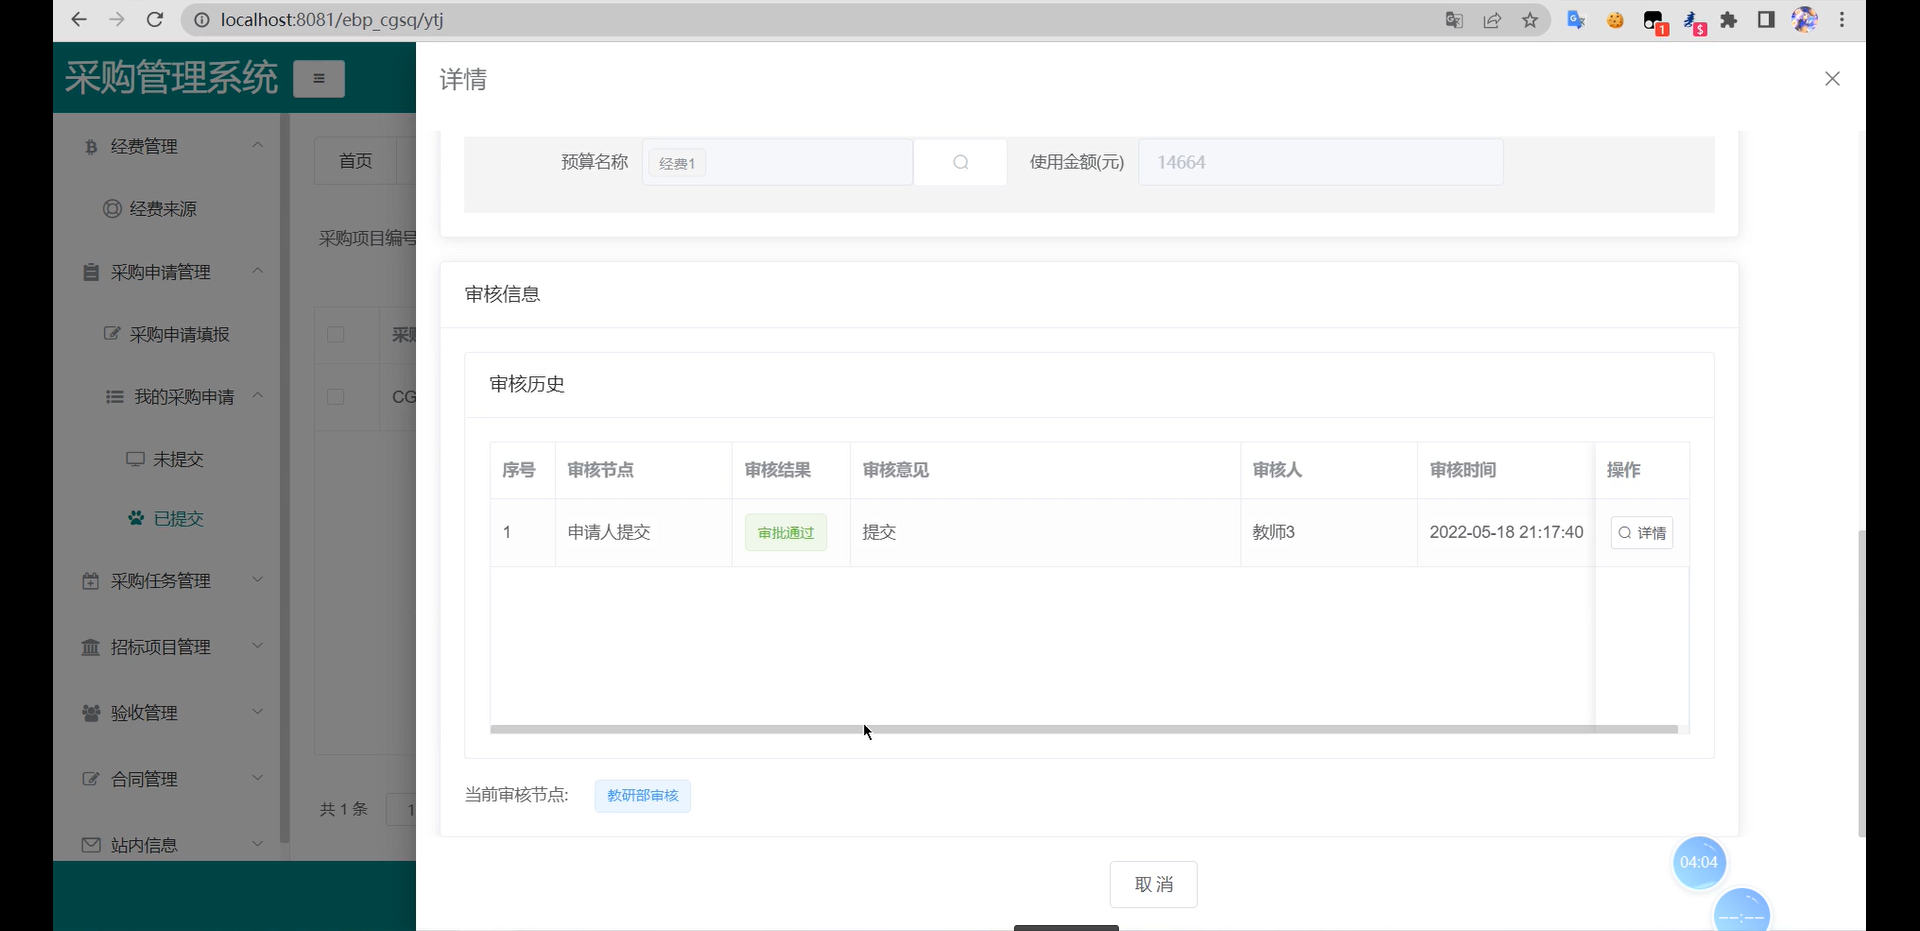 localhost:8081/ebp_cgsq/ytj
1
$
采购管理系统
经费管理
经费来源
采购申请管理
采购申请填报
我的采购申请
未提交
已提交
采购任务管理
招标项目管理
验收管理
合同管理
站内信息
首页
采购项目编号
CG
共 1 条
1
详情
预算名称
经费1
使用金额(元)
14664
审核信息
审核历史
序号 审核节点 审核结果 审核意见 审核人 审核时间 操作
1 申请人提交 审批通过 提交 教师3 2022-05-18 21:17:40 详情
当前审核节点: 教研部审核
取 消
04:04
--:--